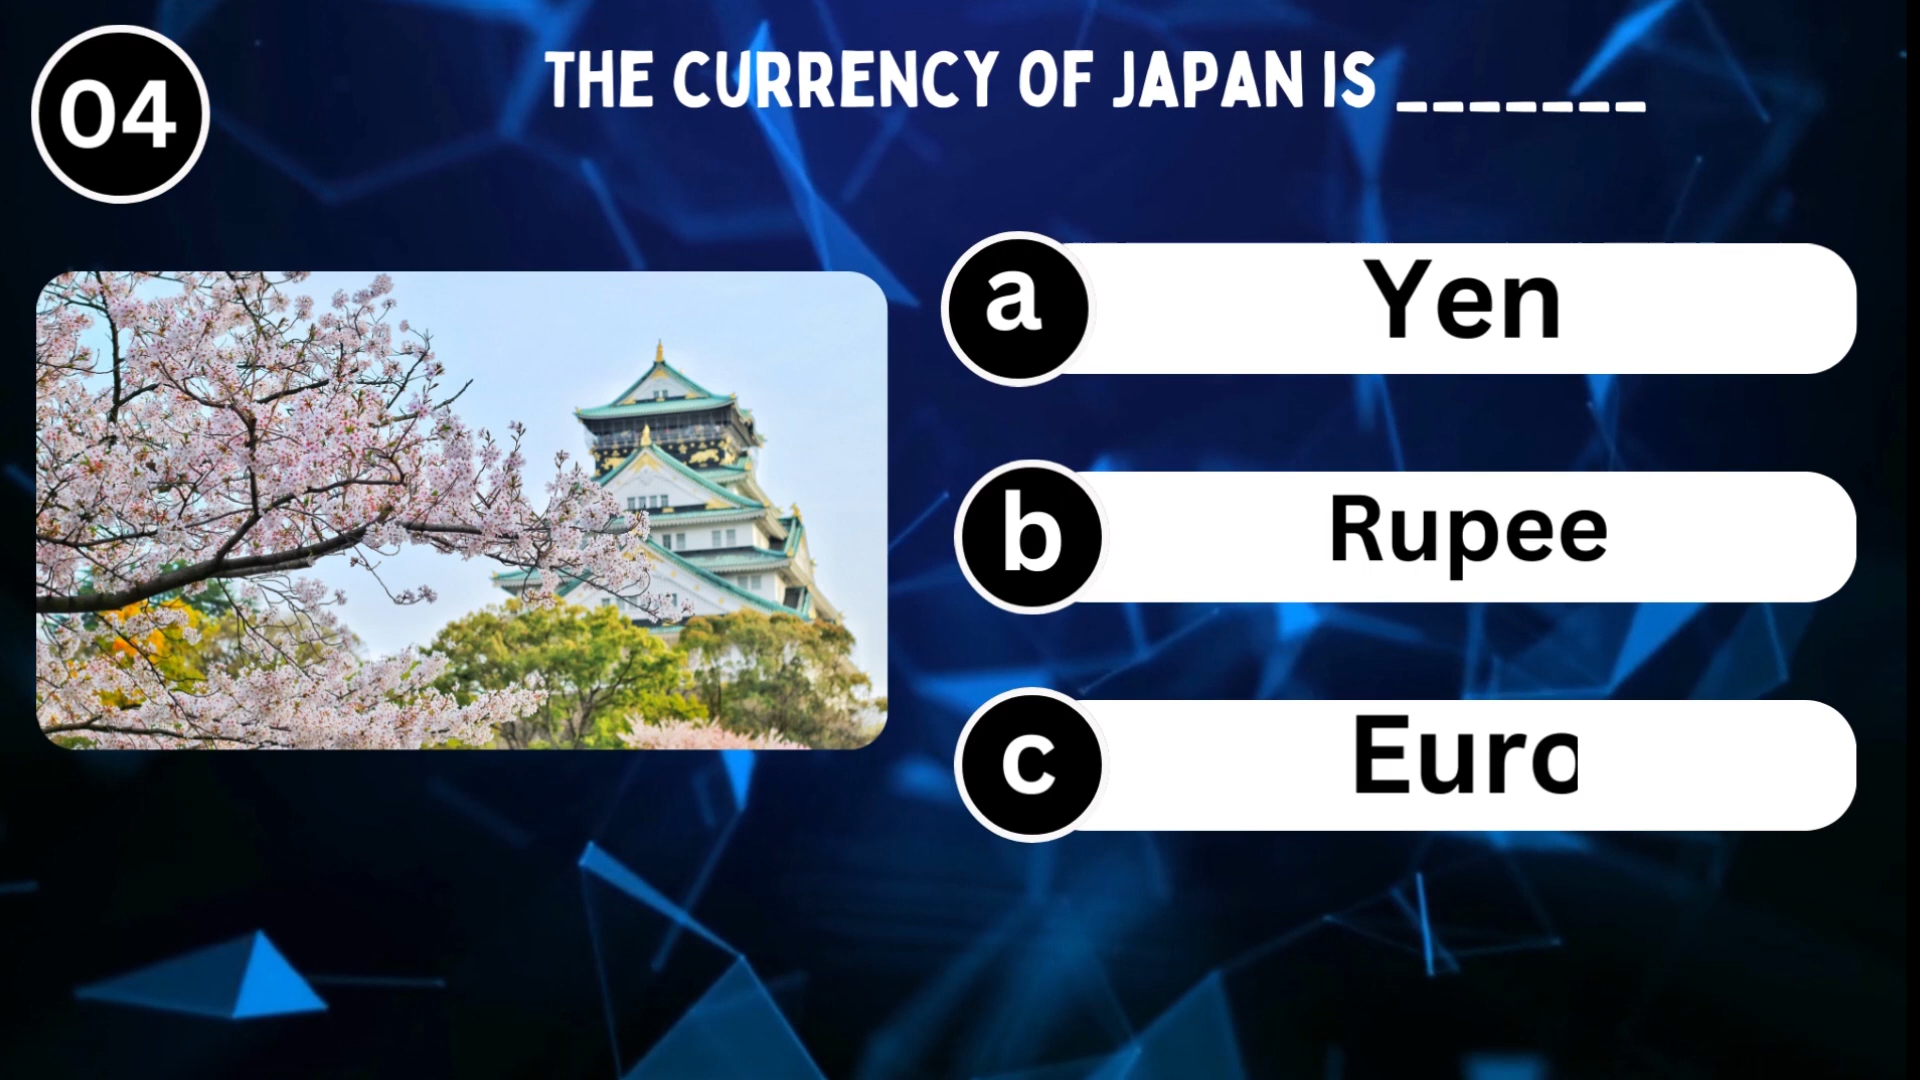 04
THE CURRENCY OF JAPAN IS _______
a
Yen
b
Rupee
c
Euro